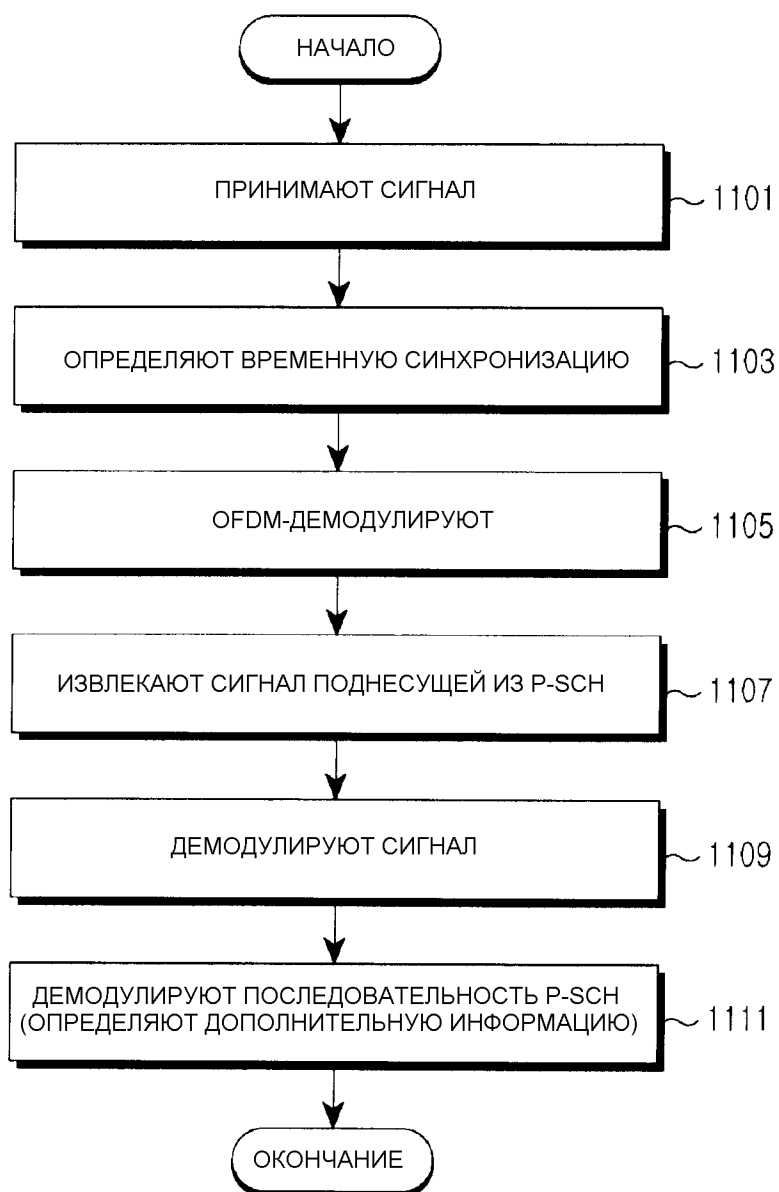 НАЧАЛО
ПРИНИМАЮТ СИГНАЛ
1101
ОПРЕДЕЛЯЮТ ВРЕМЕННУЮ СИНХРОНИЗАЦИЮ
1103
OFDM-ДЕМОДУЛИРУЮТ
1105
ИЗВЛЕКАЮТ СИГНАЛ ПОДНЕСУЩЕЙ ИЗ P-SCH
1107
ДЕМОДУЛИРУЮТ СИГНАЛ
1109
ДЕМОДУЛИРУЮТ ПОСЛЕДОВАТЕЛЬНОСТЬ P-SCH
(ОПРЕДЕЛЯЮТ ДОПОЛНИТЕЛЬНУЮ ИНФОРМАЦИЮ)
1111
ОКОНЧАНИЕ